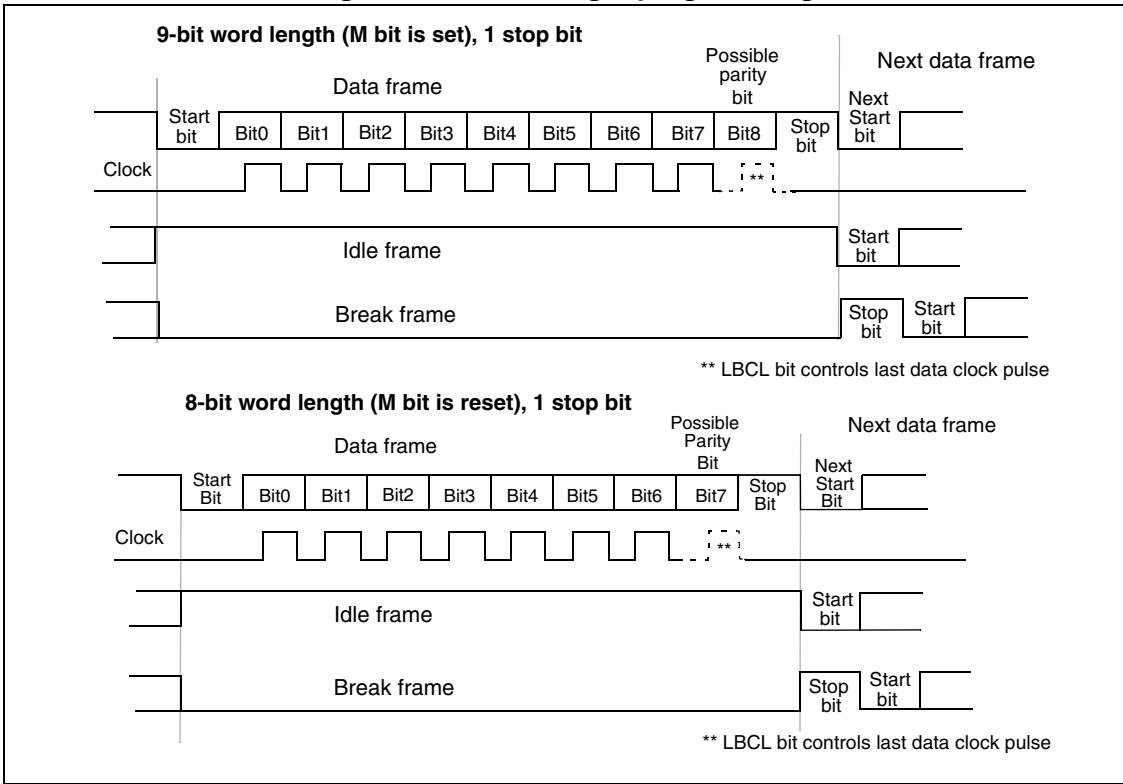 9-bit word length (M bit is set), 1 stop bit
Possible
parity
bit
Next data frame
Data frame
Start
bit
Bit0 Bit1 Bit2 Bit3 Bit4 Bit5 Bit6 Bit7 Bit8
Stop
bit
Next
Start
bit
Clock
**
Idle frame
Start
bit
Break frame
Stop
bit
Start
bit
** LBCL bit controls last data clock pulse
8-bit word length (M bit is reset), 1 stop bit
Possible
Parity
Bit
Next data frame
Data frame
Start
Bit
Bit0 Bit1 Bit2 Bit3 Bit4 Bit5 Bit6 Bit7
Stop
Bit
Next
Start
Bit
Clock
**
Idle frame
Start
bit
Break frame
Stop
bit
Start
bit
** LBCL bit controls last data clock pulse